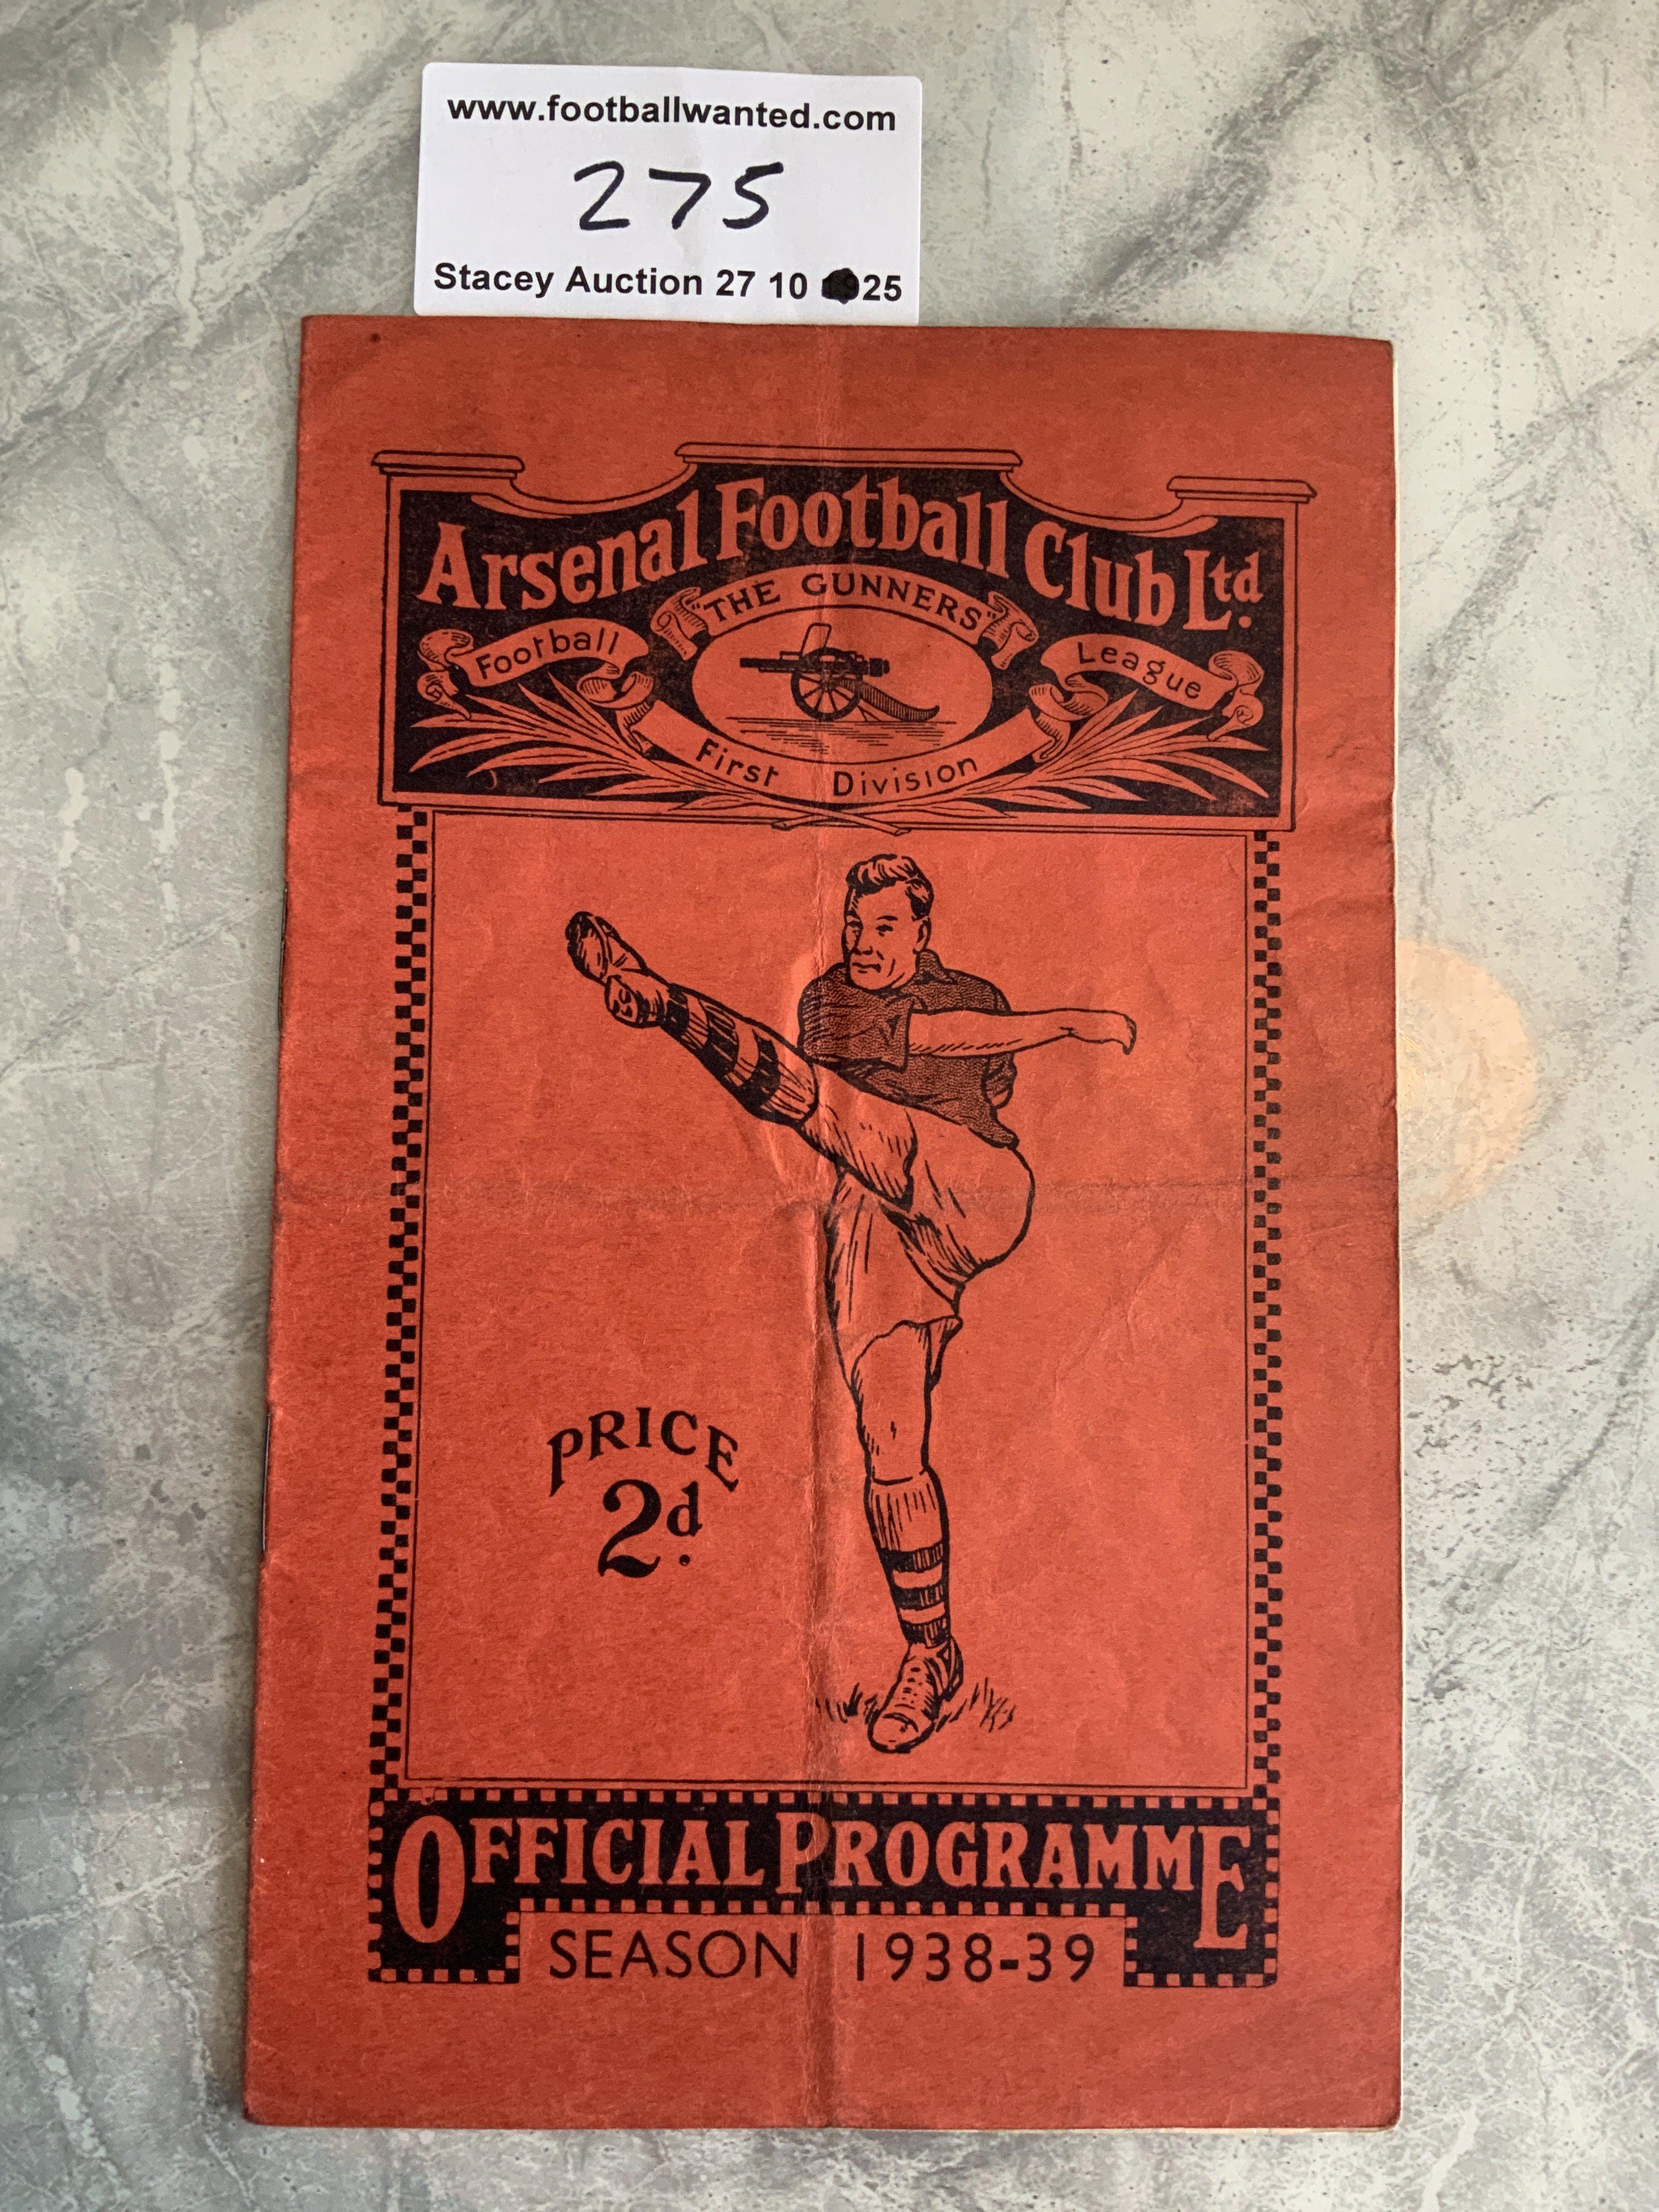 www.footballwanted.com
275
Stacey Auction 27 10 25
Arsenal Football Club Ltd.
"THE GUNNERS"
Football League
First Division
PRICE
2d.
OFFICIAL PROGRAMME
SEASON 1938-39